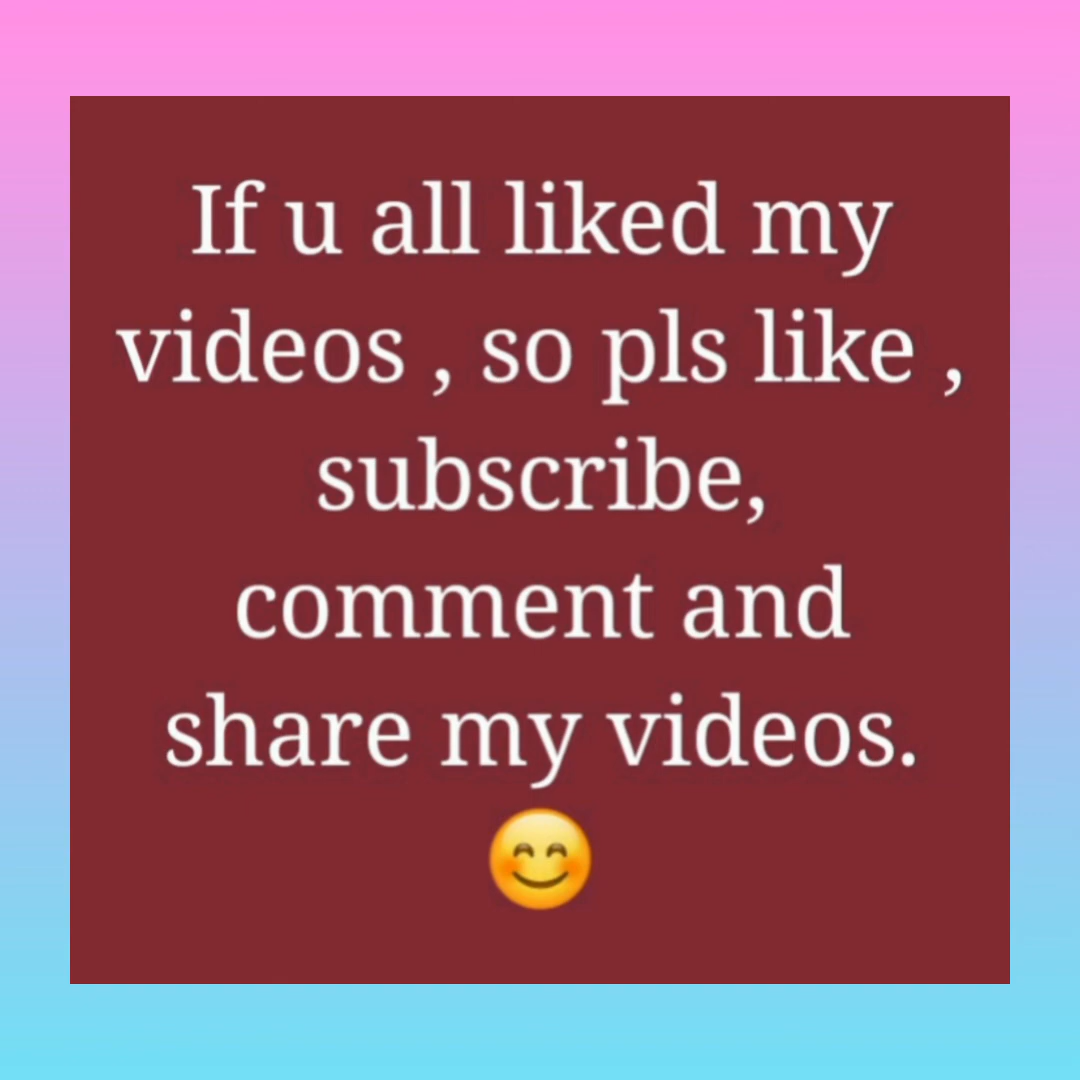 If u all liked my
videos , so pls like ,
subscribe,
comment and
share my videos.
😊